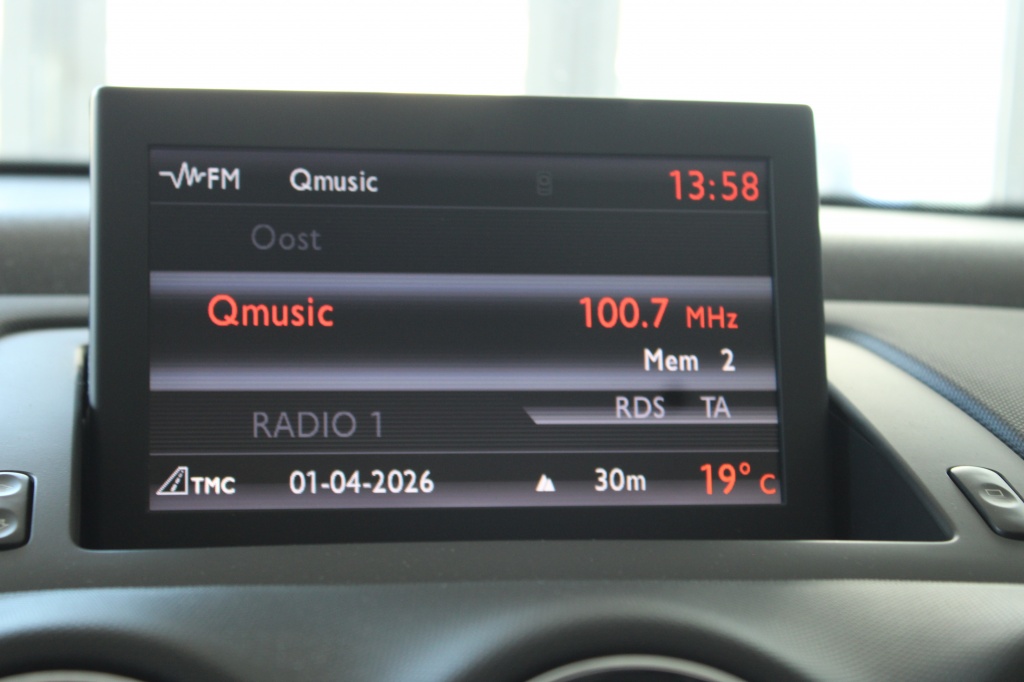 FM Qmusic 13:58
Oost
Qmusic 100.7 MHz
Mem 2
RDS TA
RADIO 1
TMC 01-04-2026 30m 19° C